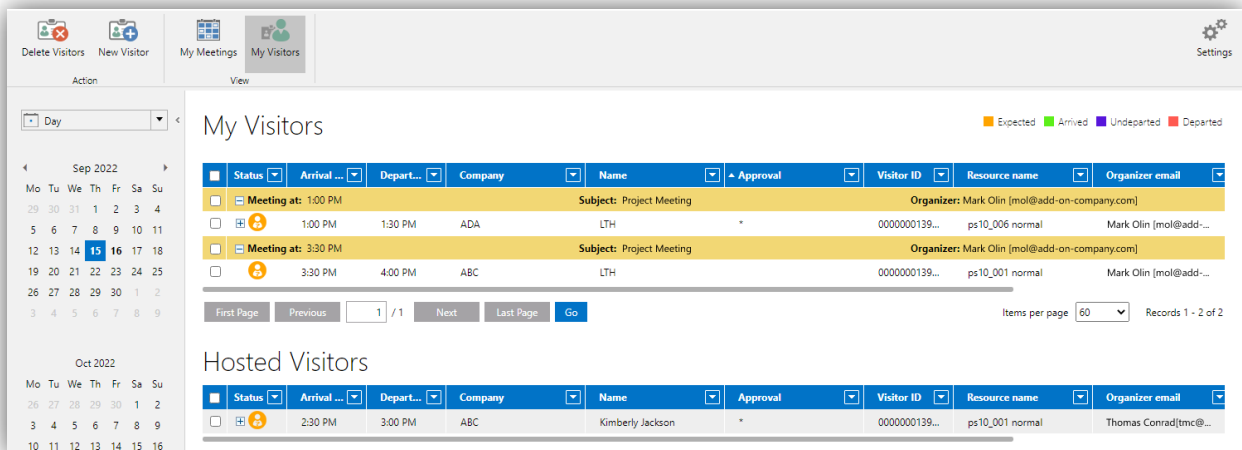 Delete Visitors New Visitor My Meetings My Visitors Settings
Action View
Day
My Visitors
Expected Arrived Undeparted Departed
Sep 2022
Mo Tu We Th Fr Sa Su
29 30 31 1 2 3 4
5 6 7 8 9 10 11
12 13 14 15 16 17 18
19 20 21 22 23 24 25
26 27 28 29 30 1 2
3 4 5 6 7 8 9
Oct 2022
Mo Tu We Th Fr Sa Su
26 27 28 29 30 1 2
3 4 5 6 7 8 9
10 11 12 13 14 15 16
Status Arrival ... Depart... Company Name Approval Visitor ID Resource name Organizer email
Meeting at: 1:00 PM Subject: Project Meeting Organizer: Mark Olin [mol@add-on-company.com]
1:00 PM 1:30 PM ADA LTH * 0000000139... ps10_006 normal Mark Olin [mol@add-...
Meeting at: 3:30 PM Subject: Project Meeting Organizer: Mark Olin [mol@add-on-company.com]
3:30 PM 4:00 PM ABC LTH 0000000139... ps10_001 normal Mark Olin [mol@add-...
First Page Previous 1 / 1 Next Last Page Go Items per page 60 Records 1 - 2 of 2
Hosted Visitors
Status Arrival ... Depart... Company Name Approval Visitor ID Resource name Organizer email
2:30 PM 3:00 PM ABC Kimberly Jackson * 0000000139... ps10_001 normal Thomas Conrad[tmc@...